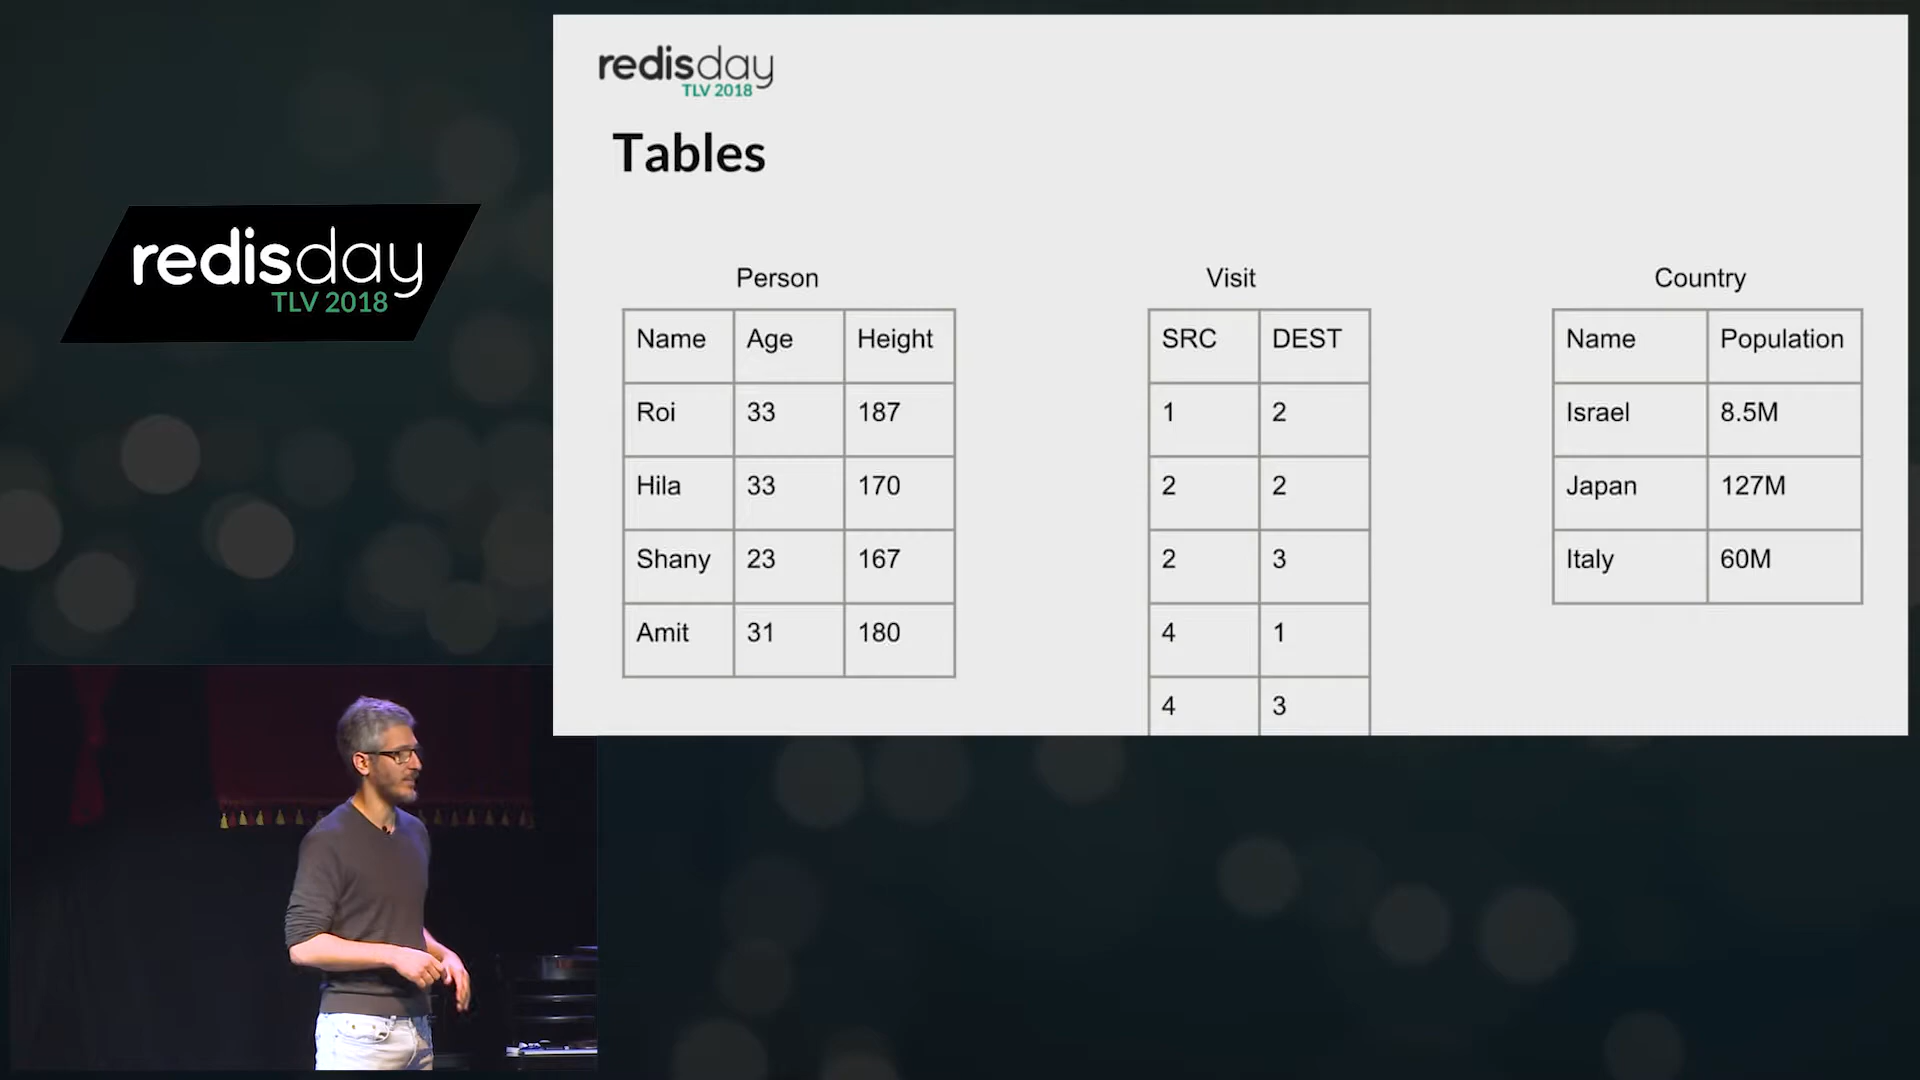 redisday
TLV 2018
redisday
TLV 2018
Tables
Person
Name Age Height
Roi 33 187
Hila 33 170
Shany 23 167
Amit 31 180
Visit
SRC DEST
1 2
2 2
2 3
4 1
4 3
Country
Name Population
Israel 8.5M
Japan 127M
Italy 60M